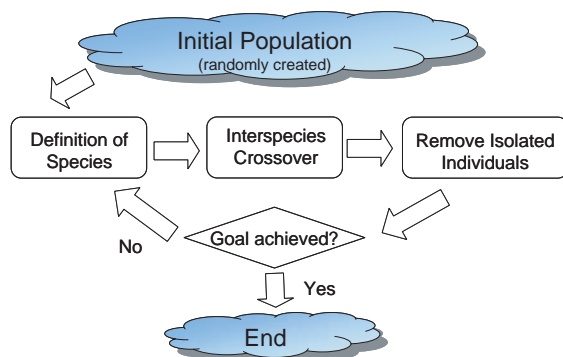 Initial Population
(randomly created)
Definition of
Species
Interspecies
Crossover
Remove Isolated
Individuals
Goal achieved?
No
Yes
End